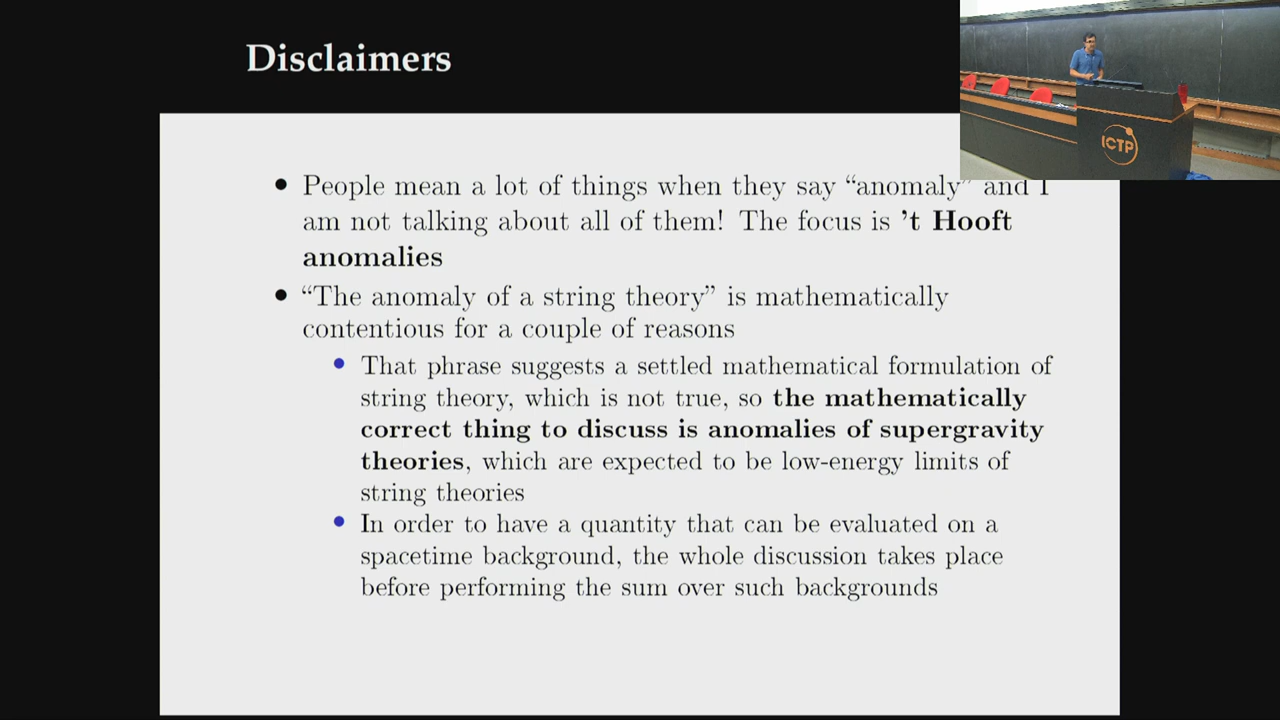 Disclaimers
• People mean a lot of things when they say “anomaly” and I
am not talking about all of them! The focus is ’t Hooft
anomalies
• “The anomaly of a string theory” is mathematically
contentious for a couple of reasons
• That phrase suggests a settled mathematical formulation of
string theory, which is not true, so the mathematically
correct thing to discuss is anomalies of supergravity
theories, which are expected to be low-energy limits of
string theories
• In order to have a quantity that can be evaluated on a
spacetime background, the whole discussion takes place
before performing the sum over such backgrounds
ICTP